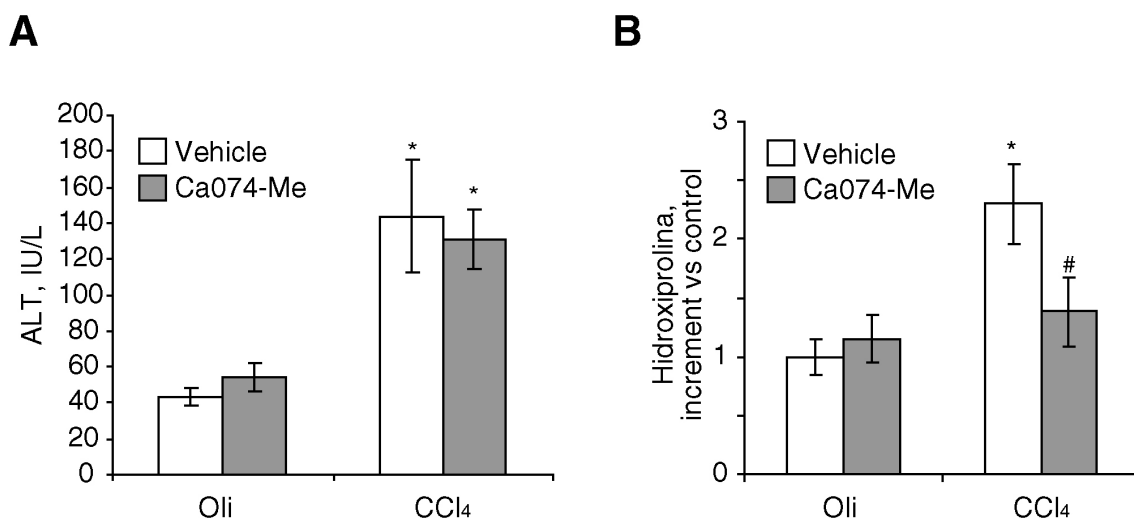 A
ALT, IU/L
200
180
160
140
120
100
80
60
40
20
0
Vehicle
Ca074-Me
*
*
Oli
CCl₄
B
Hidroxiprolina,
increment vs control
3
2
1
0
Vehicle
Ca074-Me
*
#
Oli
CCl₄